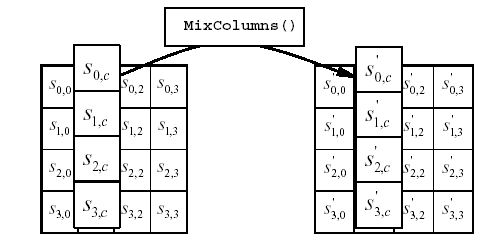 MixColumns()
S0,0 S0,c S0,2 S0,3 S'0,0 S'0,c S'0,2 S'0,3
S1,0 S1,c S1,2 S1,3 S'1,0 S'1,c S'1,2 S'1,3
S2,0 S2,c S2,2 S2,3 S'2,0 S'2,c S'2,2 S'2,3
S3,0 S3,c S3,2 S3,3 S'3,0 S'3,c S'3,2 S'3,3